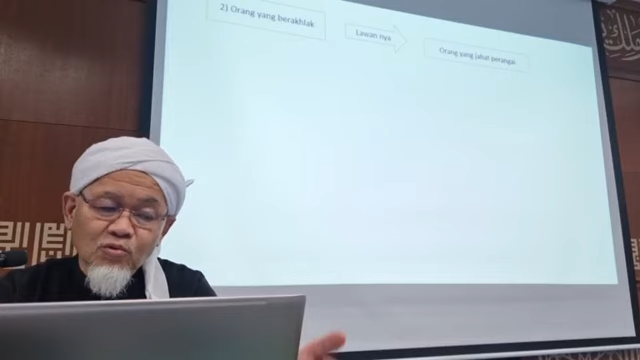 2) Orang yang berakhlak
Lawan nya
Orang yang jahat perangai